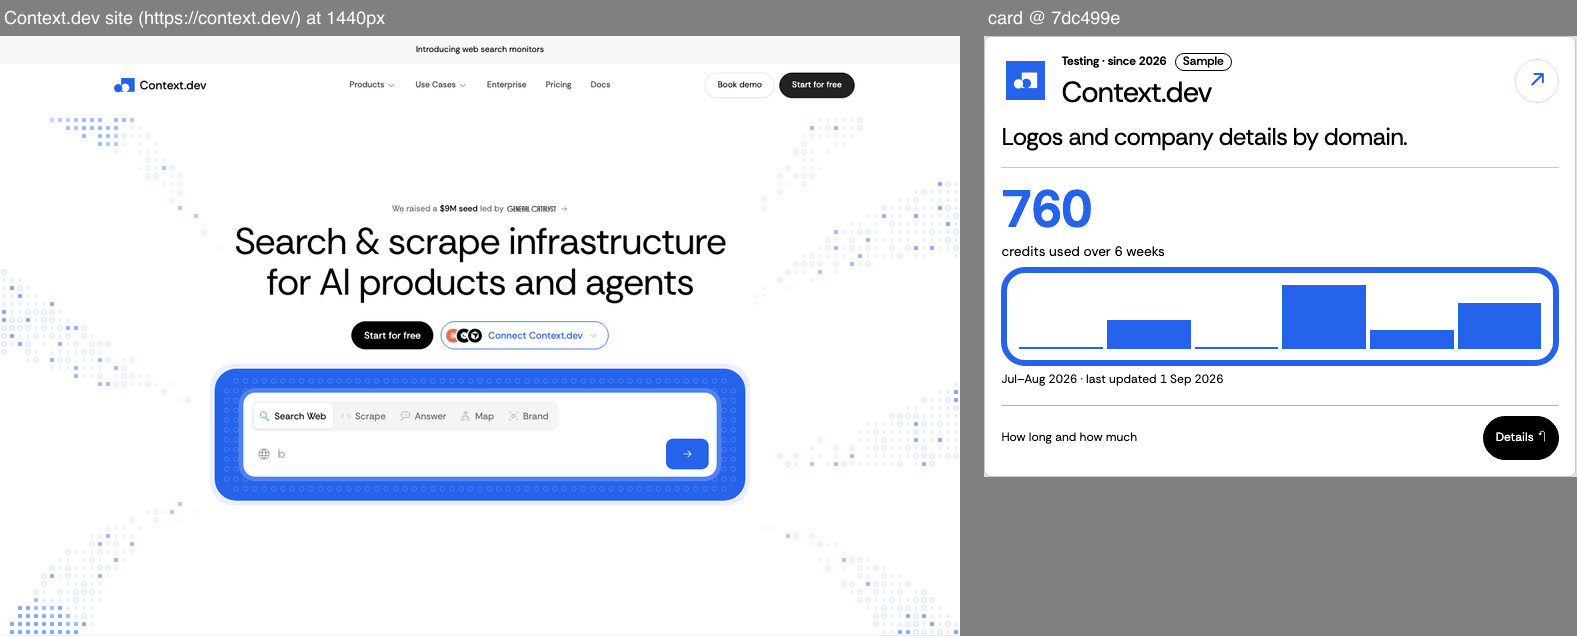 Context.dev site (https://context.dev/) at 1440px
Introducing web search monitors
Context.dev
Products
Use Cases
Enterprise
Pricing
Docs
Book demo
Start for free
We raised a $9M seed led by GENERAL CATALYST →
Search & scrape infrastructure
for AI products and agents
Start for free
Connect Context.dev
Search Web
Scrape
Answer
Map
Brand
b
card @ 7dc499e
Testing · since 2026
Sample
Context.dev
Logos and company details by domain.
760
credits used over 6 weeks
Jul–Aug 2026 · last updated 1 Sep 2026
How long and how much
Details